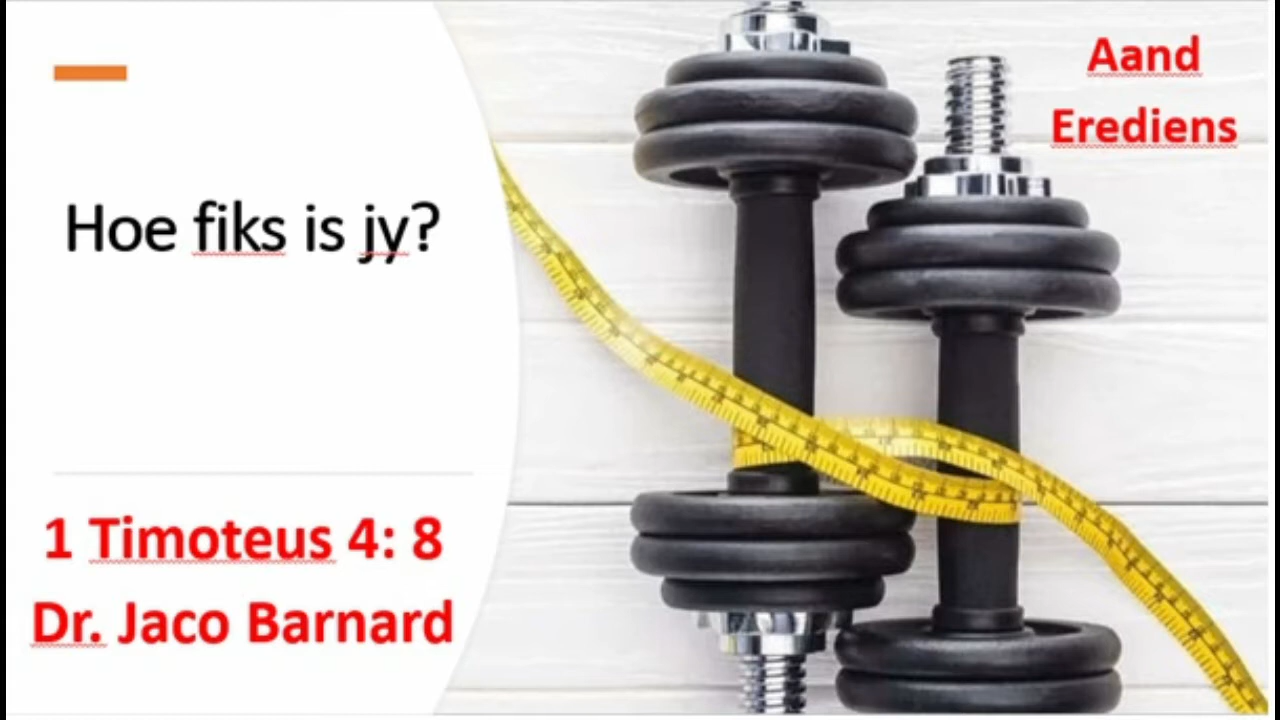 Aand
Erediens
Hoe fiks is jy?
1 Timoteus 4: 8
Dr. Jaco Barnard